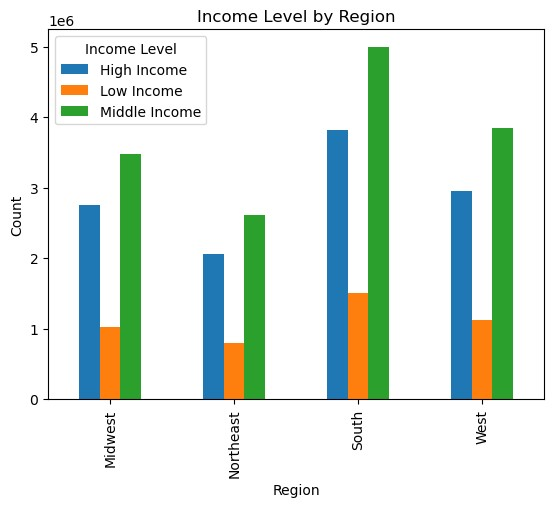 Income Level by Region
1e6
Income Level
High Income
Low Income
Middle Income
5
4
3
2
1
0
Count
Midwest
Northeast
South
West
Region